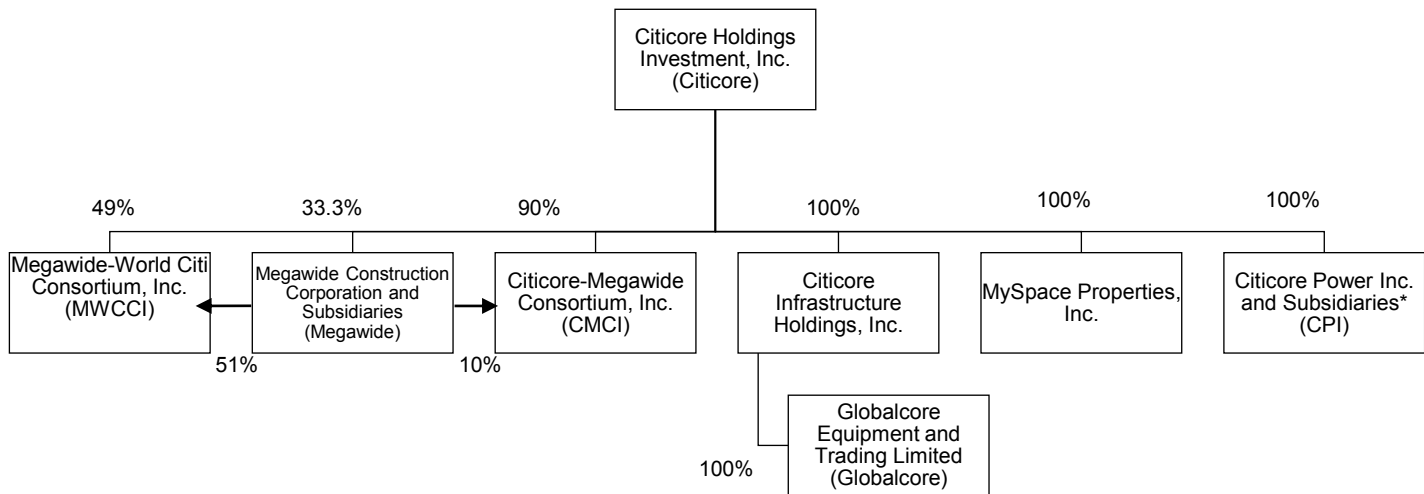 Citicore Holdings
Investment, Inc.
(Citicore)
49%
33.3%
90%
100%
100%
100%
Megawide-World Citi
Consortium, Inc.
(MWCCI)
Megawide Construction
Corporation and
Subsidiaries
(Megawide)
Citicore-Megawide
Consortium, Inc.
(CMCI)
Citicore
Infrastructure
Holdings, Inc.
MySpace Properties,
Inc.
Citicore Power Inc.
and Subsidiaries*
(CPI)
51%
10%
Globalcore
Equipment and
Trading Limited
(Globalcore)
100%